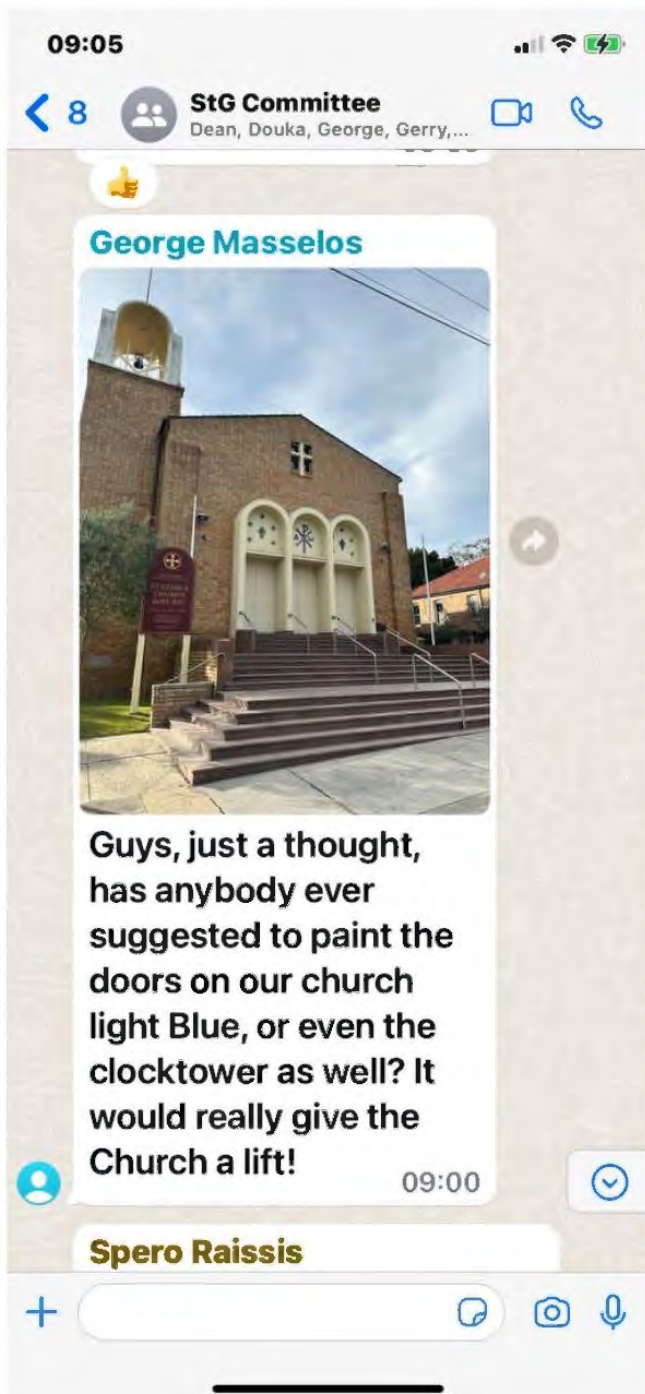 09:05
8
StG Committee
Dean, Douka, George, Gerry,...
George Masselos
Guys, just a thought,
has anybody ever
suggested to paint the
doors on our church
light Blue, or even the
clocktower as well? It
would really give the
Church a lift!
09:00
Spero Raissis